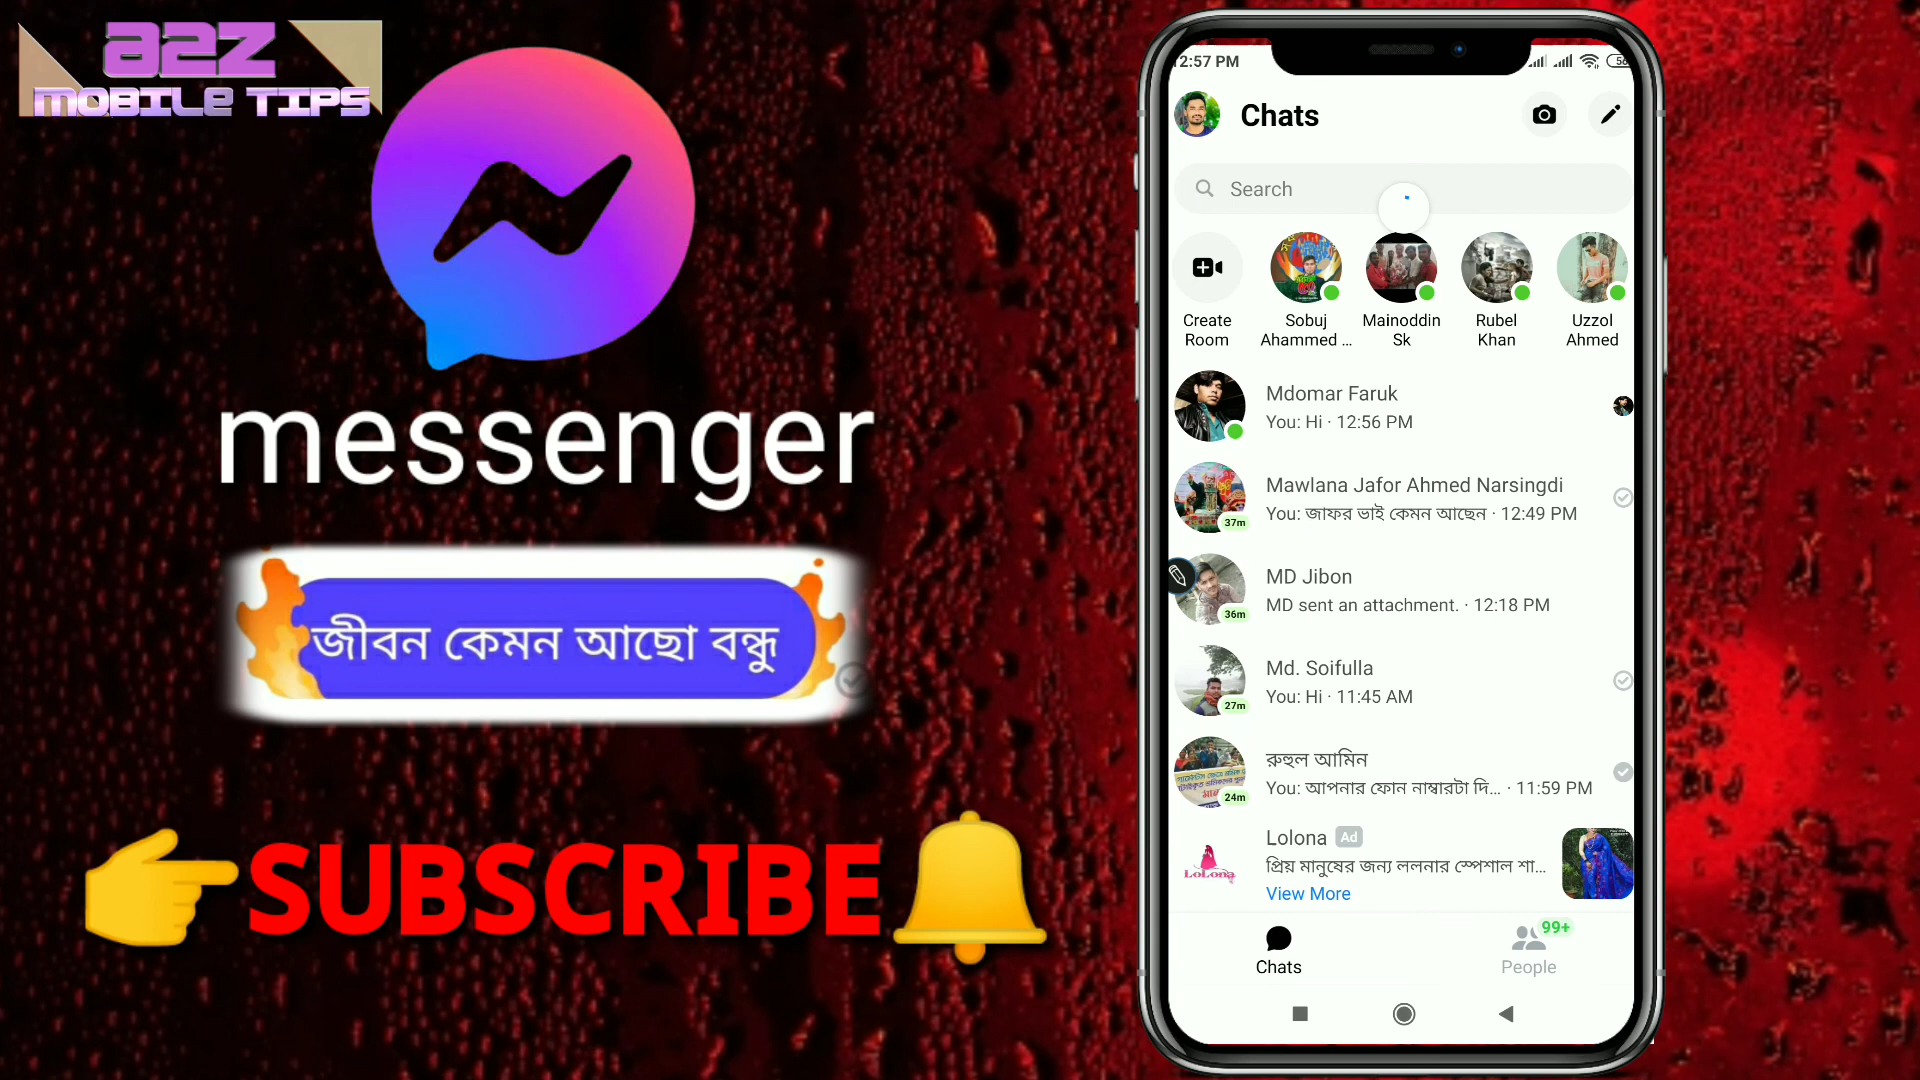 A2Z
MOBILE TIPS
messenger
জীবন কেমন আছো বন্ধু
SUBSCRIBE
2:57 PM
Chats
Search
Create Room
Sobuj Ahammed ...
Mainoddin Sk
Rubel Khan
Uzzol Ahmed
Mdomar Faruk
You: Hi · 12:56 PM
Mawlana Jafor Ahmed Narsingdi
You: জাফর ভাই কেমন আছেন · 12:49 PM
37m
MD Jibon
MD sent an attachment. · 12:18 PM
36m
Md. Soifulla
You: Hi · 11:45 AM
27m
রুহুল আমিন
You: আপনার ফোন নাম্বারটা দি... · 11:59 PM
24m
Lolona Ad
প্রিয় মানুষের জন্য ললনার স্পেশাল শা...
View More
LoLona
Chats
People
99+